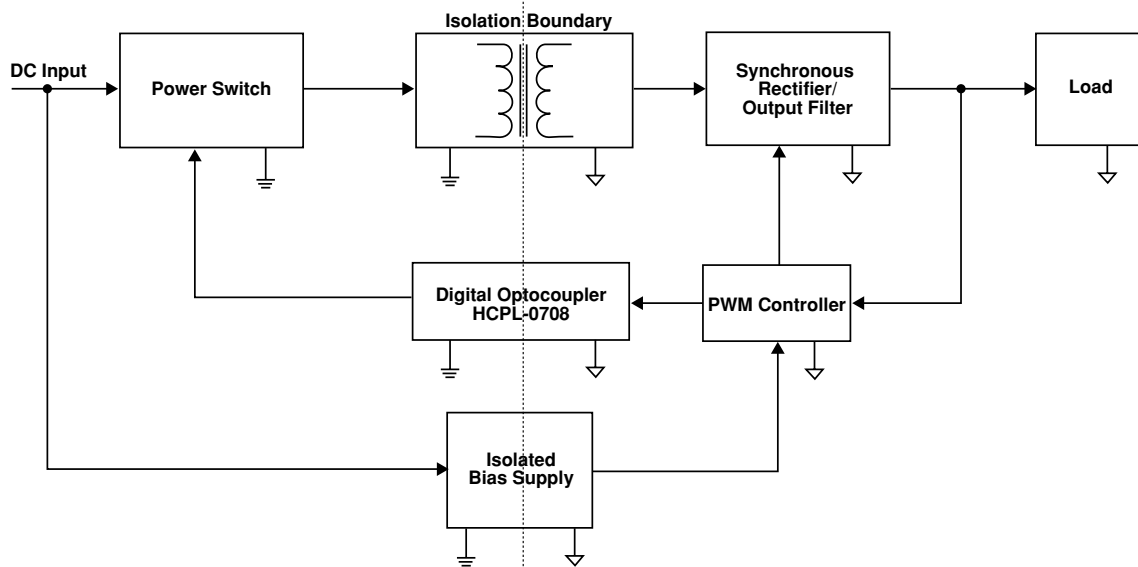 Isolation Boundary
DC Input
Power Switch
Synchronous
Rectifier/
Output Filter
Load
Digital Optocoupler
HCPL-0708
PWM Controller
Isolated
Bias Supply